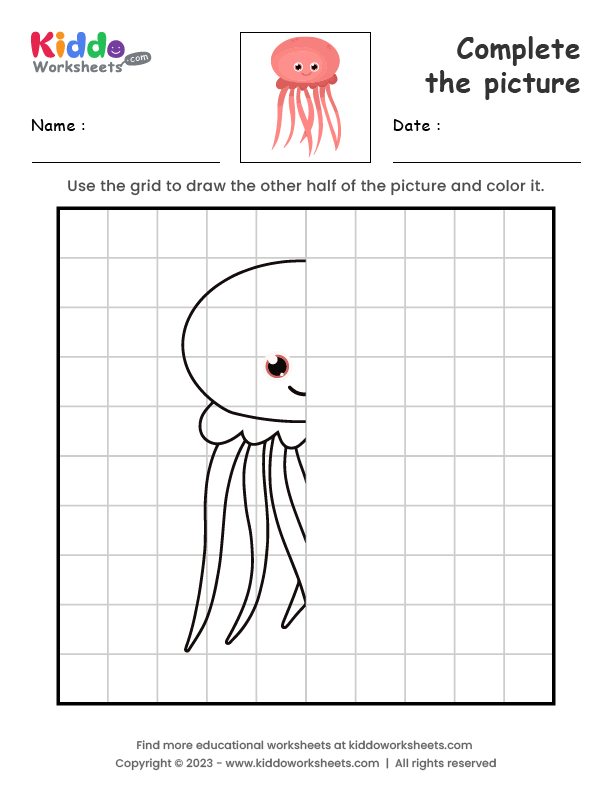 Kiddo
Worksheets .com
Complete
the picture
Name :
Date :
Use the grid to draw the other half of the picture and color it.
Find more educational worksheets at kiddoworksheets.com
Copyright © 2023 - www.kiddoworksheets.com | All rights reserved